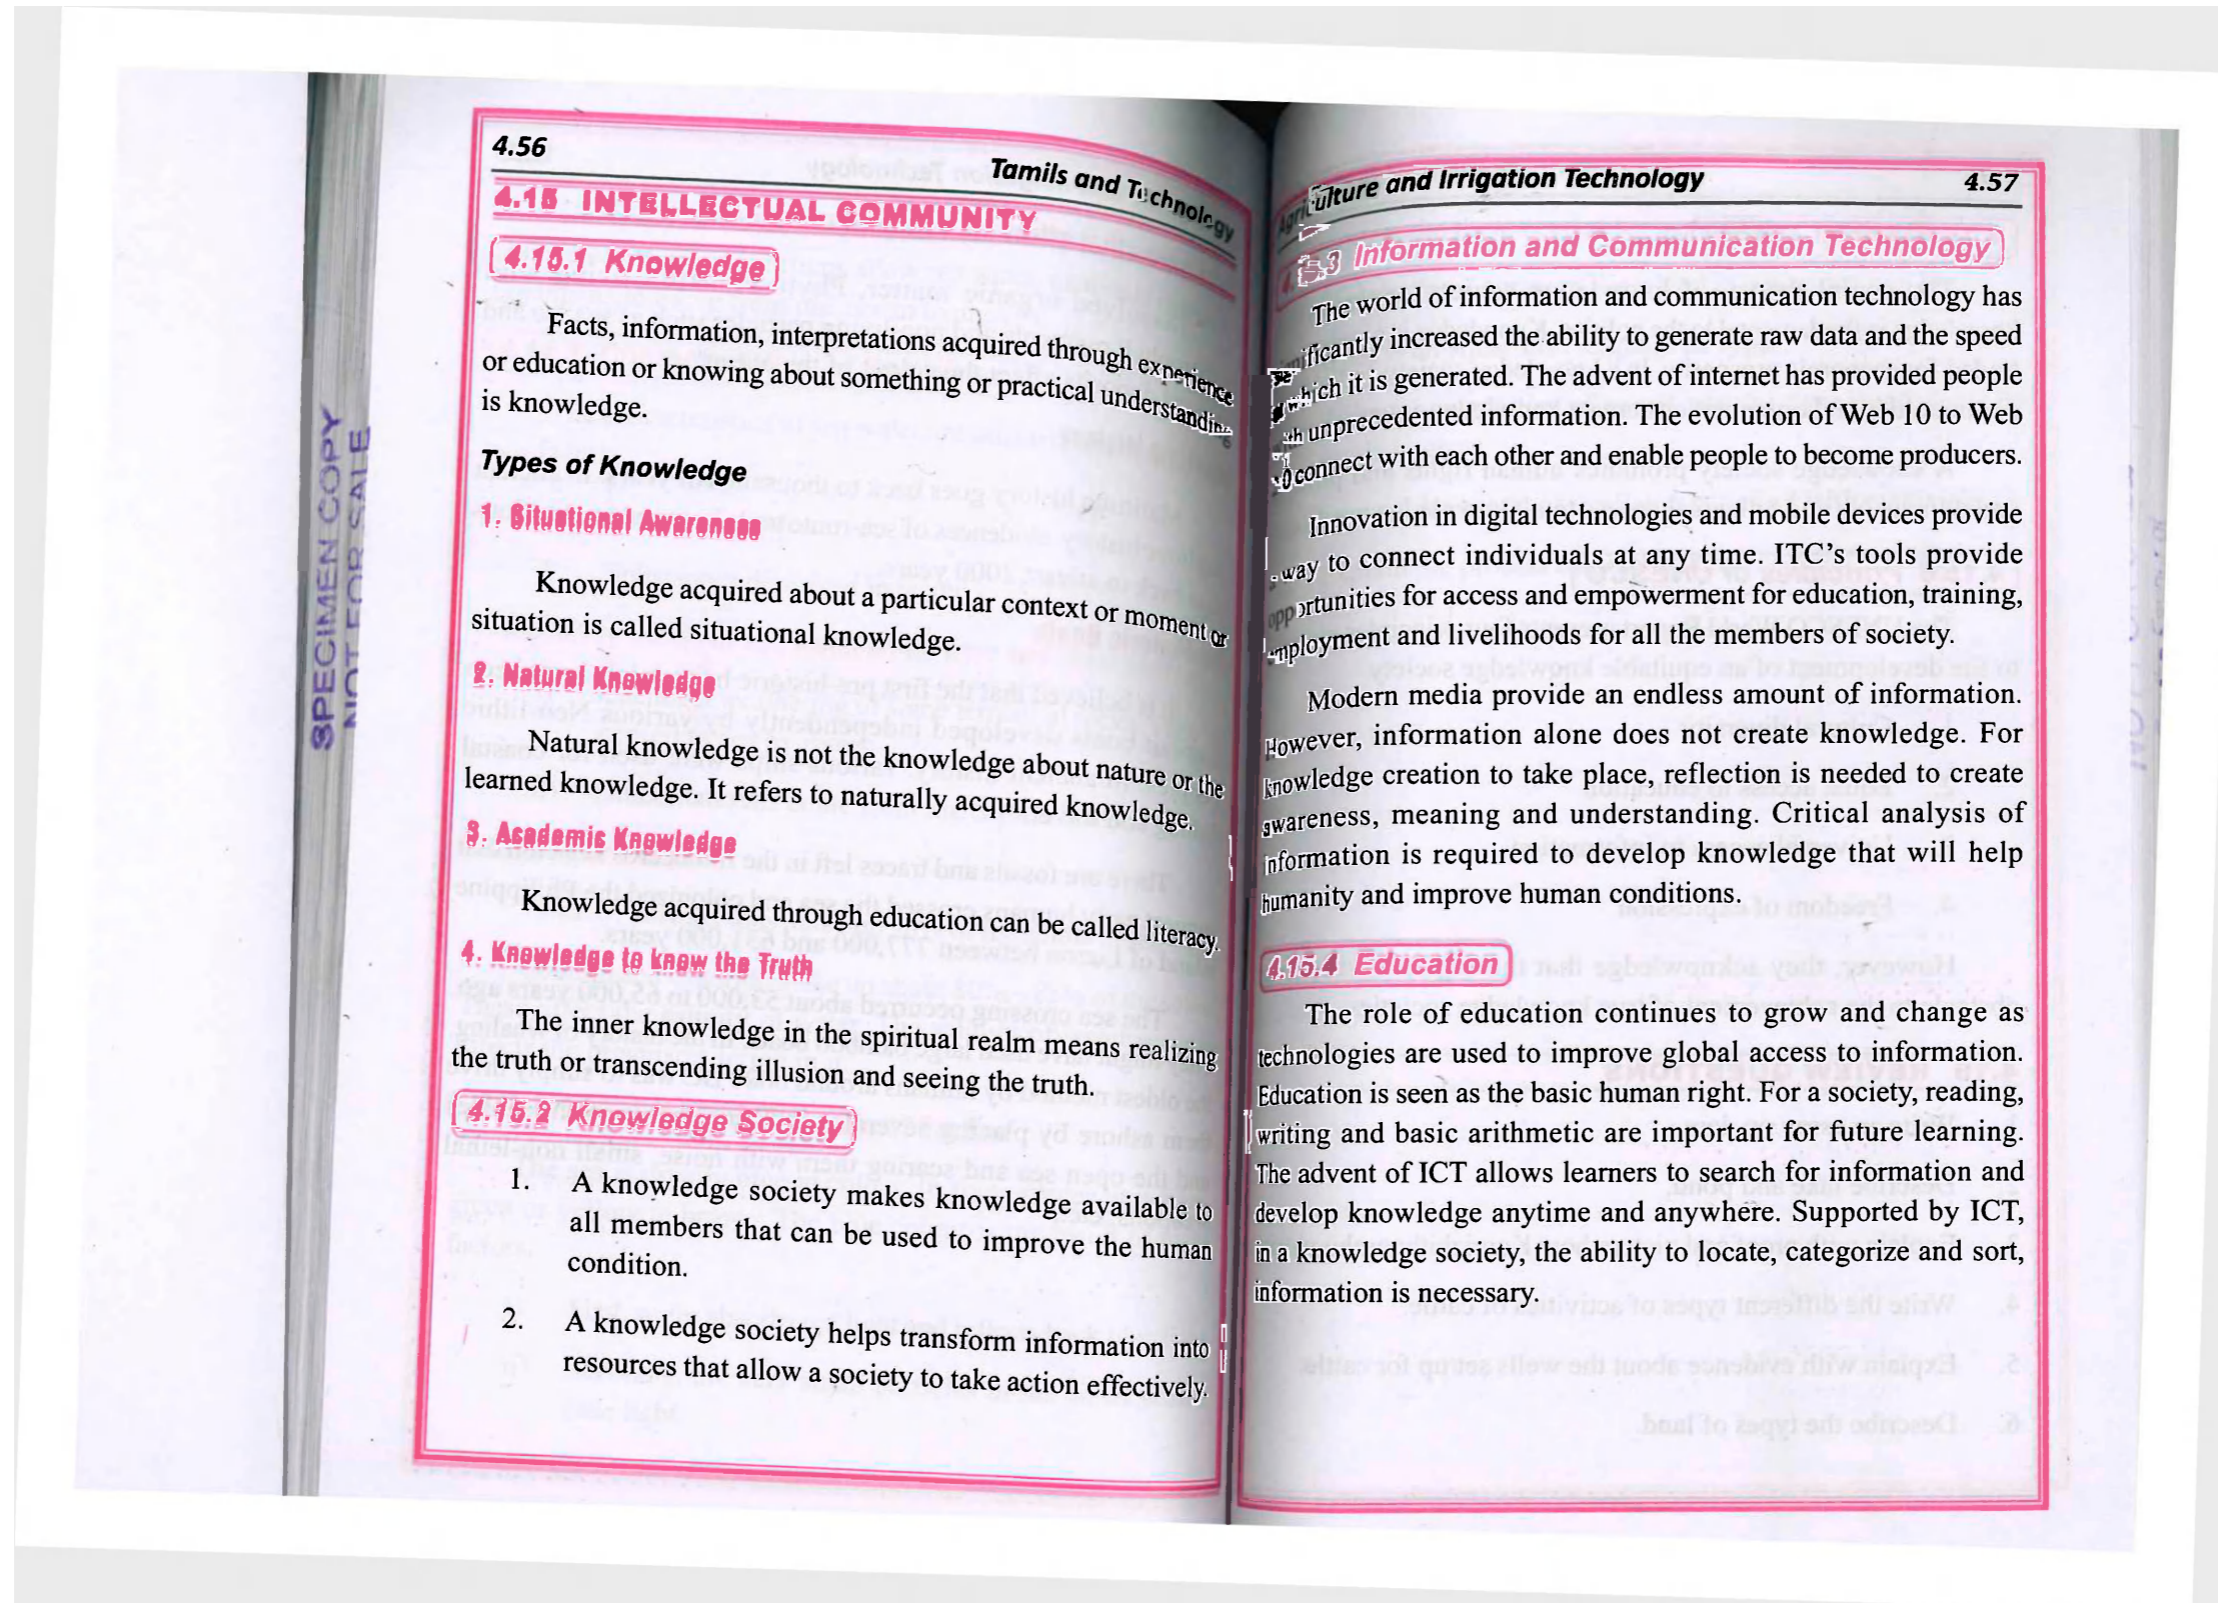 4.56
Tamils and Technology
4.15 INTELLECTUAL COMMUNITY
4.15.1 Knowledge
Facts, information, interpretations acquired through experience
or education or knowing about something or practical understanding
is knowledge.
Types of Knowledge
1. Situational Awareness
Knowledge acquired about a particular context or moment or
situation is called situational knowledge.
2. Natural Knowledge
Natural knowledge is not the knowledge about nature or the
learned knowledge. It refers to naturally acquired knowledge.
3. Academic Knowledge
Knowledge acquired through education can be called literacy.
4. Knowledge to know the Truth
The inner knowledge in the spiritual realm means realizing
the truth or transcending illusion and seeing the truth.
4.15.2 Knowledge Society
1. A knowledge society makes knowledge available to
all members that can be used to improve the human
condition.
2. A knowledge society helps transform information into
resources that allow a society to take action effectively.
SPECIMEN COPY
NOT FOR SALE
Agriculture and Irrigation Technology
4.57
4.15.3 Information and Communication Technology
The world of information and communication technology has
significantly increased the ability to generate raw data and the speed
which it is generated. The advent of internet has provided people
with unprecedented information. The evolution of Web 10 to Web
connect with each other and enable people to become producers.
Innovation in digital technologies and mobile devices provide
way to connect individuals at any time. ITC's tools provide
opportunities for access and empowerment for education, training,
employment and livelihoods for all the members of society.
Modern media provide an endless amount of information.
However, information alone does not create knowledge. For
knowledge creation to take place, reflection is needed to create
awareness, meaning and understanding. Critical analysis of
information is required to develop knowledge that will help
humanity and improve human conditions.
4.15.4 Education
The role of education continues to grow and change as
technologies are used to improve global access to information.
Education is seen as the basic human right. For a society, reading,
writing and basic arithmetic are important for future learning.
The advent of ICT allows learners to search for information and
develop knowledge anytime and anywhere. Supported by ICT,
in a knowledge society, the ability to locate, categorize and sort,
information is necessary.